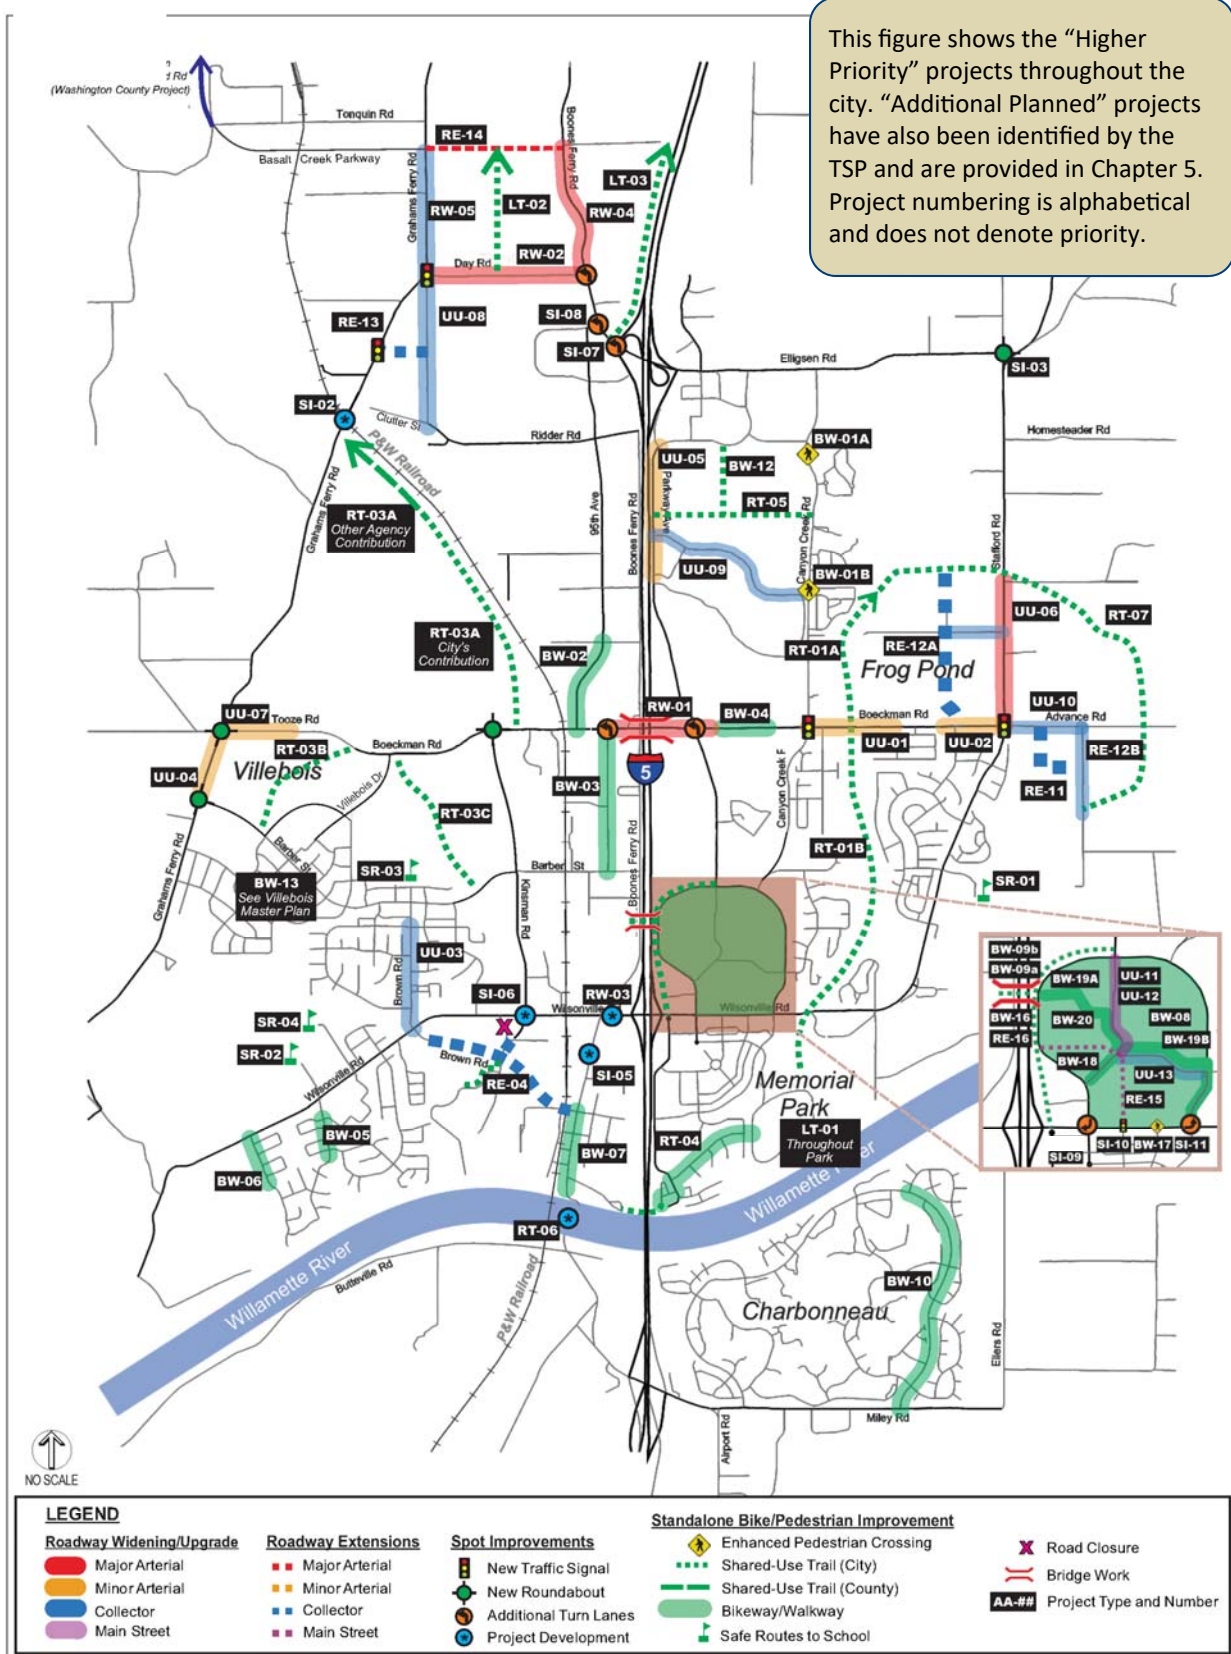 This figure shows the “Higher
Priority” projects throughout the
city. “Additional Planned” projects
have also been identified by the
TSP and are provided in Chapter 5.
Project numbering is alphabetical
and does not denote priority.
d Rd
(Washington County Project)
Tonquin Rd
RE-14
Boones Ferry Rd
Basalt Creek Parkway
Grahams Ferry Rd
LT-03
RW-05
LT-02
RW-04
RW-02
Day Rd
UU-08
SI-08
RE-13
SI-07
Elligsen Rd
SI-03
SI-02
Clutter St
Ridder Rd
Homesteader Rd
BW-01A
P&W Railroad
UU-05
BW-12
Parkway Ave
RT-05
Grahams Ferry Rd
RT-03A
Other Agency
Contribution
95th Ave
Boones Ferry Rd
Canyon Creek Rd
Stafford Rd
UU-09
BW-01B
UU-06
RT-07
RT-03A
City's
Contribution
BW-02
RT-01A
RE-12A
Frog Pond
RW-01
BW-04
UU-10
UU-07
Tooze Rd
Boeckman Rd
Advance Rd
RT-03B
Boeckman Rd
UU-01
UU-02
RE-12B
UU-04
Villebois
Villebois Dr
5
BW-03
RE-11
RT-03C
Canyon Creek F
Barber St
RT-01B
Barber St
SR-03
SR-01
Grahams Ferry Rd
BW-13
See Villebois
Master Plan
Kinsman Rd
Boones Ferry Rd
UU-03
Brown Rd
BW-09b
BW-09a
BW-19A
UU-11
UU-12
SI-06
RW-03
Wilsonville Rd
BW-16
BW-20
BW-08
SR-04
RE-16
BW-19B
SR-02
Brown Rd
BW-18
UU-13
Wilsonville Rd
RE-04
SI-05
Memorial
Park
RE-15
LT-01
Throughout
Park
BW-05
BW-07
RT-04
SI-10
BW-17
SI-11
SI-09
BW-06
RT-06
Willamette River
Willamette River
Butteville Rd
P&W Railroad
BW-10
Charbonneau
Eilers Rd
Miley Rd
Airport Rd
NO SCALE
LEGEND
Roadway Widening/Upgrade
Major Arterial
Minor Arterial
Collector
Main Street
Roadway Extensions
Major Arterial
Minor Arterial
Collector
Main Street
Spot Improvements
New Traffic Signal
New Roundabout
Additional Turn Lanes
Project Development
Standalone Bike/Pedestrian Improvement
Enhanced Pedestrian Crossing
Shared-Use Trail (City)
Shared-Use Trail (County)
Bikeway/Walkway
Safe Routes to School
Road Closure
Bridge Work
AA-## Project Type and Number